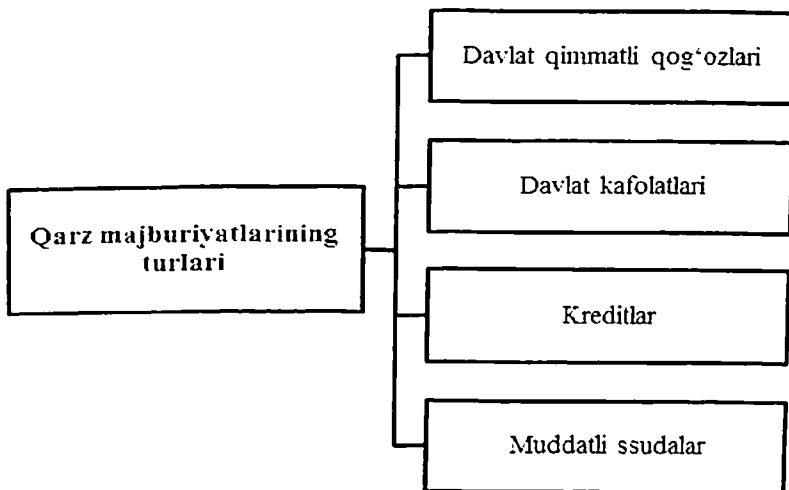 Davlat qimmatli qog‘ozlari
Davlat kafolatlari
Qarz majburiyatlarining
turlari
Kreditlar
Muddatli ssudalar